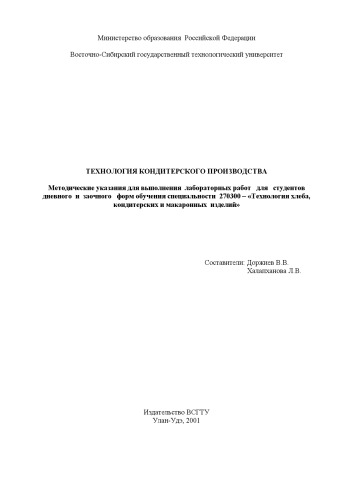 Министерство образования Российской Федерации
Восточно-Сибирский государственный технологический университет
ТЕХНОЛОГИЯ КОНДИТЕРСКОГО ПРОИЗВОДСТВА
Методические указания для выполнения лабораторных работ для студентов
дневного и заочного форм обучения специальности 270300 – «Технология хлеба,
кондитерских и макаронных изделий»
Составители: Доржиев В.В.
Халапханова Л.В.
Издательство ВСГТУ
Улан-Удэ, 2001